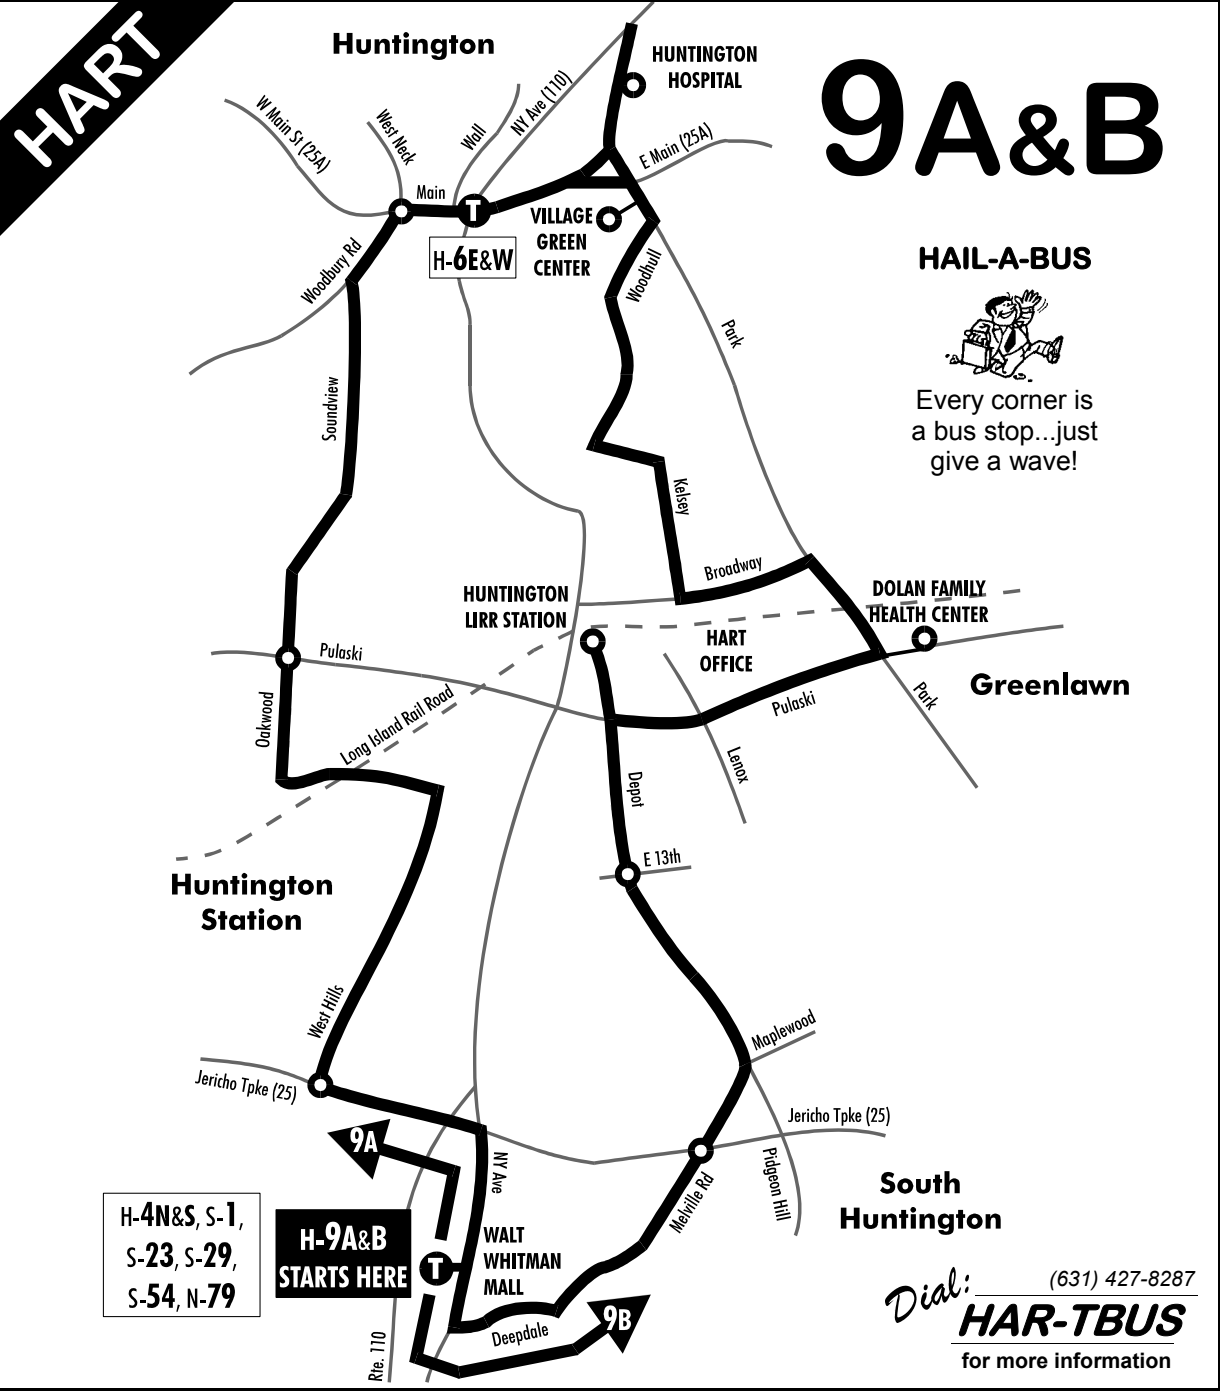 HART
Huntington
HUNTINGTON
HOSPITAL
9A&B
W Main St (25A)
West Neck
Wall
NY Ave (110)
E Main (25A)
Main
T
H-6E&W
VILLAGE
GREEN
CENTER
Woodbury Rd
Woodhull
Park
HAIL-A-BUS
Every corner is
a bus stop...just
give a wave!
Soundview
Kelsey
Broadway
HUNTINGTON
LIRR STATION
DOLAN FAMILY
HEALTH CENTER
HART
OFFICE
Pulaski
Greenlawn
Oakwood
Long Island Rail Road
Pulaski
Park
Lenox
Depot
E 13th
Huntington
Station
West Hills
Maplewood
Jericho Tpke (25)
Jericho Tpke (25)
9A
NY Ave
Melville Rd
Pidgeon Hill
South
Huntington
H-4N&S, S-1,
S-23, S-29,
S-54, N-79
H-9A&B
STARTS HERE
T
WALT
WHITMAN
MALL
9B
Deepdale
Rte. 110
Dial:
(631) 427-8287
HAR-TBUS
for more information